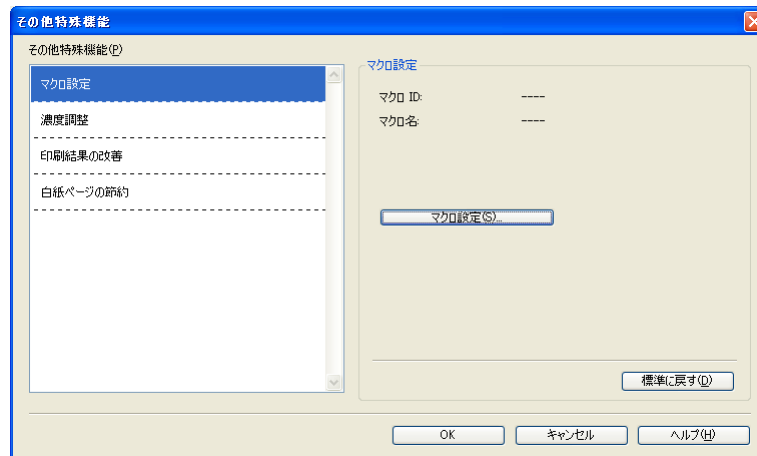 その他特殊機能
その他特殊機能(P)
マクロ設定
濃度調整
印刷結果の改善
白紙ページの節約
マクロ設定
マクロ ID: ----
マクロ名: ----
マクロ設定(S)...
標準に戻す(D)
OK キャンセル ヘルプ(H)